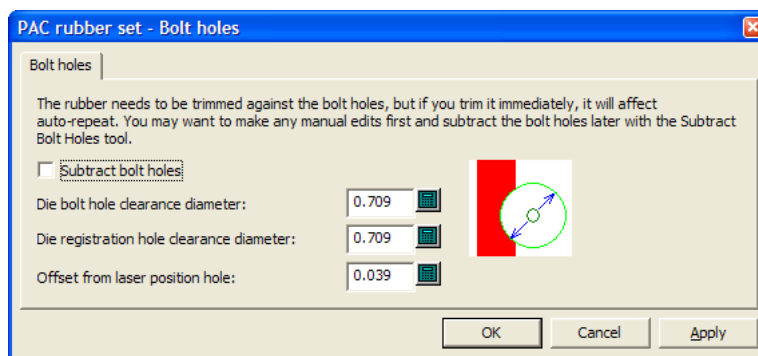 PAC rubber set - Bolt holes
Bolt holes
The rubber needs to be trimmed against the bolt holes, but if you trim it immediately, it will affect
auto-repeat. You may want to make any manual edits first and subtract the bolt holes later with the Subtract
Bolt Holes tool.
Subtract bolt holes
Die bolt hole clearance diameter: 0.709
Die registration hole clearance diameter: 0.709
Offset from laser position hole: 0.039
OK Cancel Apply